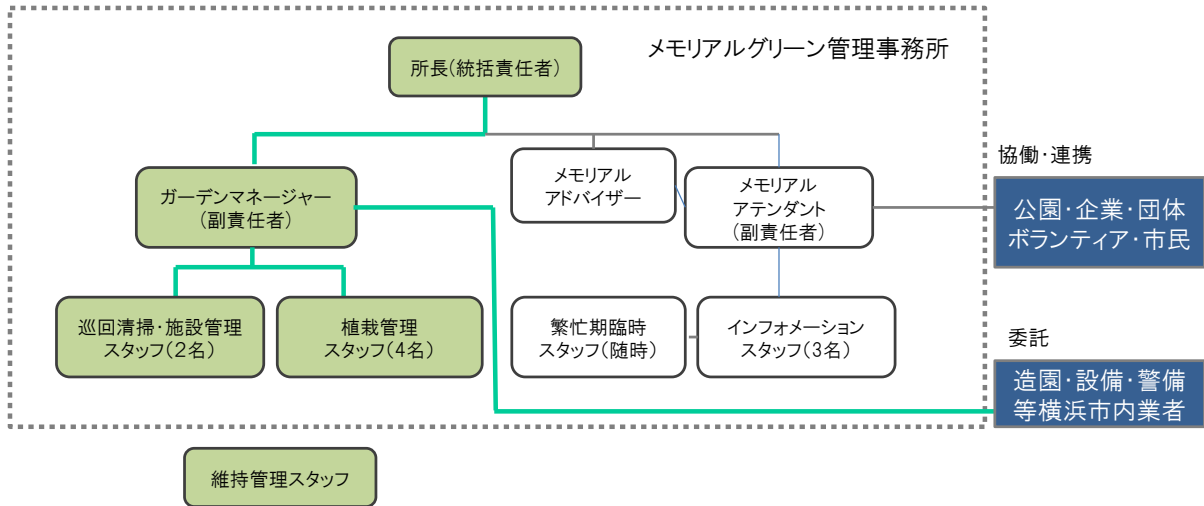 メモリアルグリーン管理事務所
所長(統括責任者)
ガーデンマネージャー
(副責任者)
メモリアル
アドバイザー
メモリアル
アテンダント
(副責任者)
協働・連携
公園・企業・団体
ボランティア・市民
巡回清掃・施設管理
スタッフ(2名)
植栽管理
スタッフ(4名)
繁忙期臨時
スタッフ(随時)
インフォメーション
スタッフ(3名)
委託
造園・設備・警備
等横浜市内業者
維持管理スタッフ